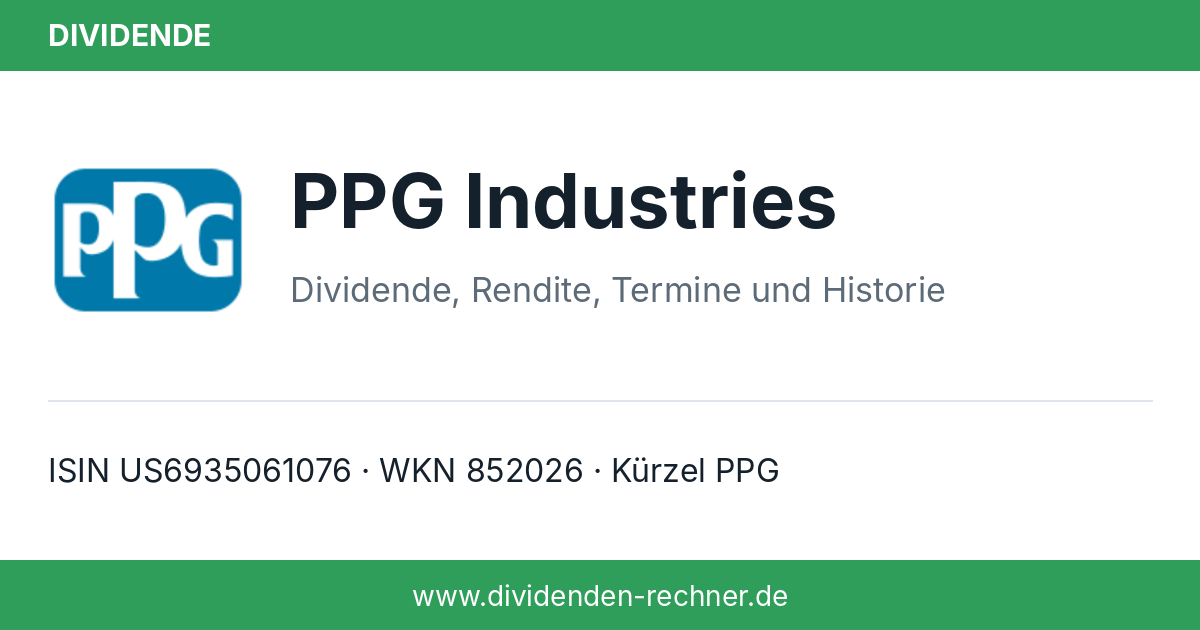 DIVIDENDE
PPG
PPG Industries
Dividende, Rendite, Termine und Historie
ISIN US6935061076 · WKN 852026 · Kürzel PPG
www.dividenden-rechner.de